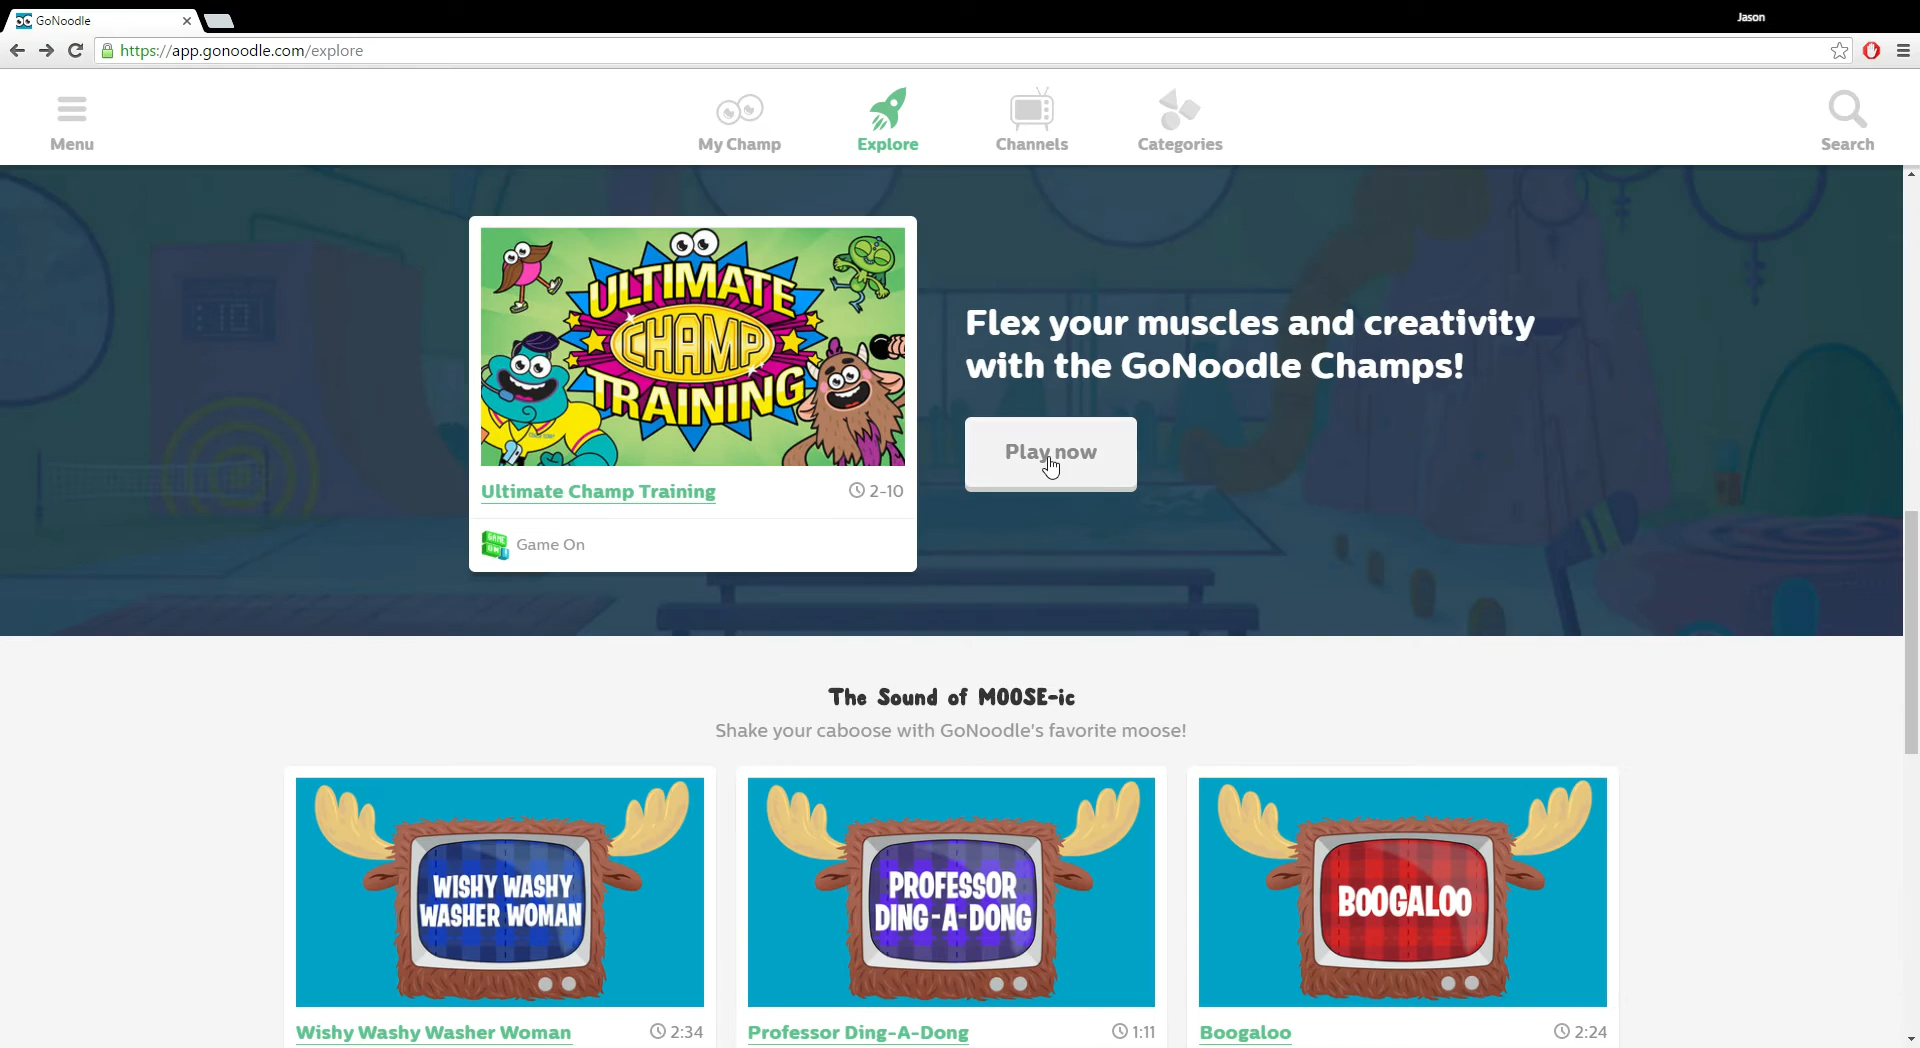 GoNoodle
Jason
https://app.gonoodle.com/explore
Menu
My Champ
Explore
Channels
Categories
Search
ULTIMATE
CHAMP
TRAINING
Flex your muscles and creativity
with the GoNoodle Champs!
Play now
Ultimate Champ Training
2-10
GAME
ON
Game On
:10
The Sound of MOOSE-ic
Shake your caboose with GoNoodle's favorite moose!
WISHY WASHY
WASHER WOMAN
PROFESSOR
DING-A-DONG
BOOGALOO
Wishy Washy Washer Woman
2:34
Professor Ding-A-Dong
1:11
Boogaloo
2:24